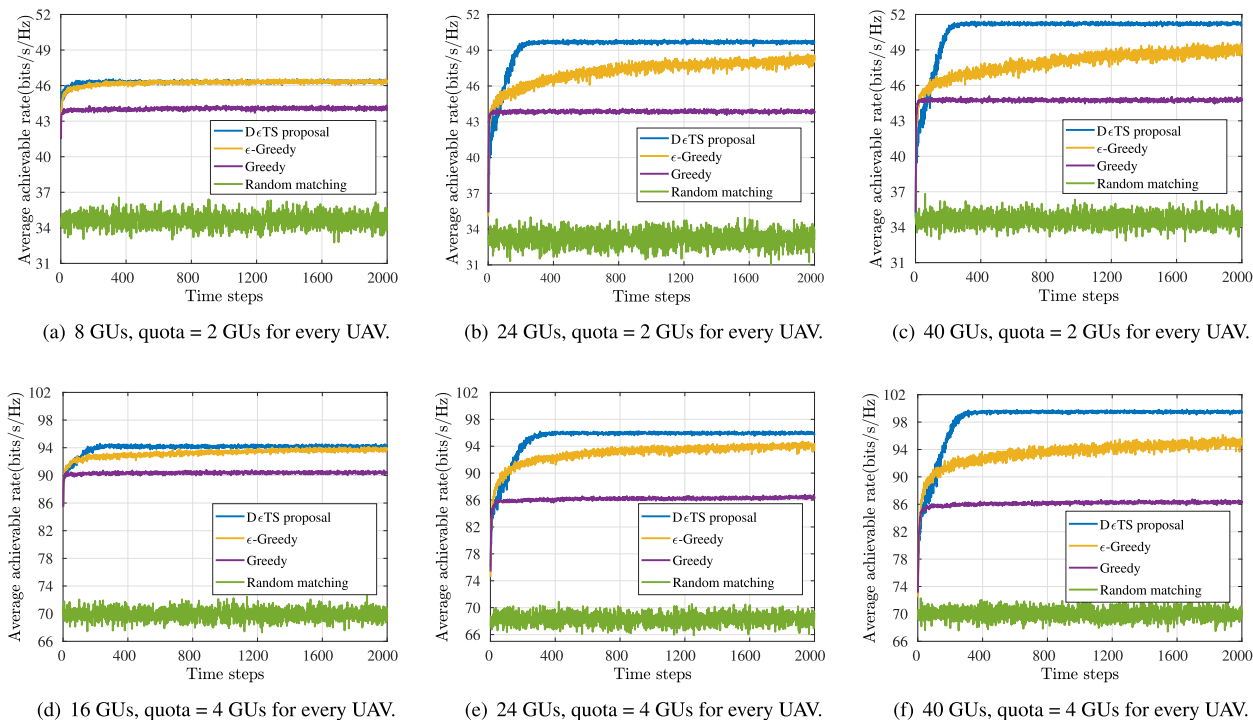 Average achievable rate(bits/s/Hz)
52
49
46
43
40
37
34
31
DϵTS proposal
ϵ-Greedy
Greedy
Random matching
0 400 800 1200 1600 2000
Time steps
(a) 8 GUs, quota = 2 GUs for every UAV.
Average achievable rate(bits/s/Hz)
52
49
46
43
40
37
34
31
DϵTS proposal
ϵ-Greedy
Greedy
Random matching
0 400 800 1200 1600 2000
Time steps
(b) 24 GUs, quota = 2 GUs for every UAV.
Average achievable rate(bits/s/Hz)
52
49
46
43
40
37
34
31
DϵTS proposal
ϵ-Greedy
Greedy
Random matching
0 400 800 1200 1600 2000
Time steps
(c) 40 GUs, quota = 2 GUs for every UAV.
Average achievable rate(bits/s/Hz)
102
98
94
90
86
82
78
74
70
66
DϵTS proposal
ϵ-Greedy
Greedy
Random matching
0 400 800 1200 1600 2000
Time steps
(d) 16 GUs, quota = 4 GUs for every UAV.
Average achievable rate(bits/s/Hz)
102
98
94
90
86
82
78
74
70
66
DϵTS proposal
ϵ-Greedy
Greedy
Random matching
0 400 800 1200 1600 2000
Time steps
(e) 24 GUs, quota = 4 GUs for every UAV.
Average achievable rate(bits/s/Hz)
102
98
94
90
86
82
78
74
70
66
DϵTS proposal
ϵ-Greedy
Greedy
Random matching
0 400 800 1200 1600 2000
Time steps
(f) 40 GUs, quota = 4 GUs for every UAV.